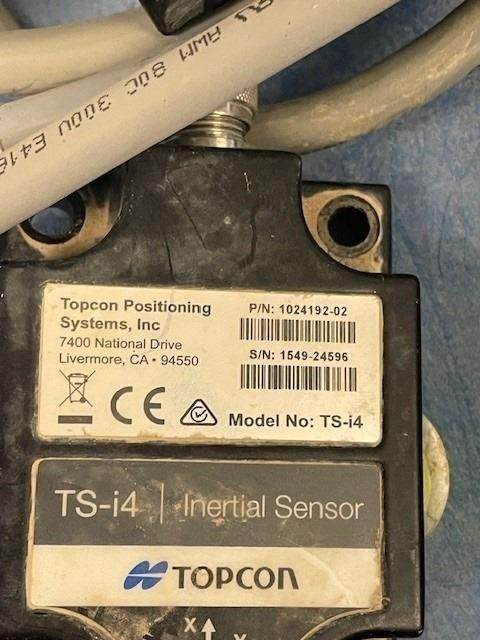 AWM 80C 300V E418
Topcon Positioning
Systems, Inc
7400 National Drive
Livermore, CA • 94550
P/N: 1024192-02
S/N: 1549-24596
CE
Model No: TS-i4
TS-i4 | Inertial Sensor
TOPCON
X